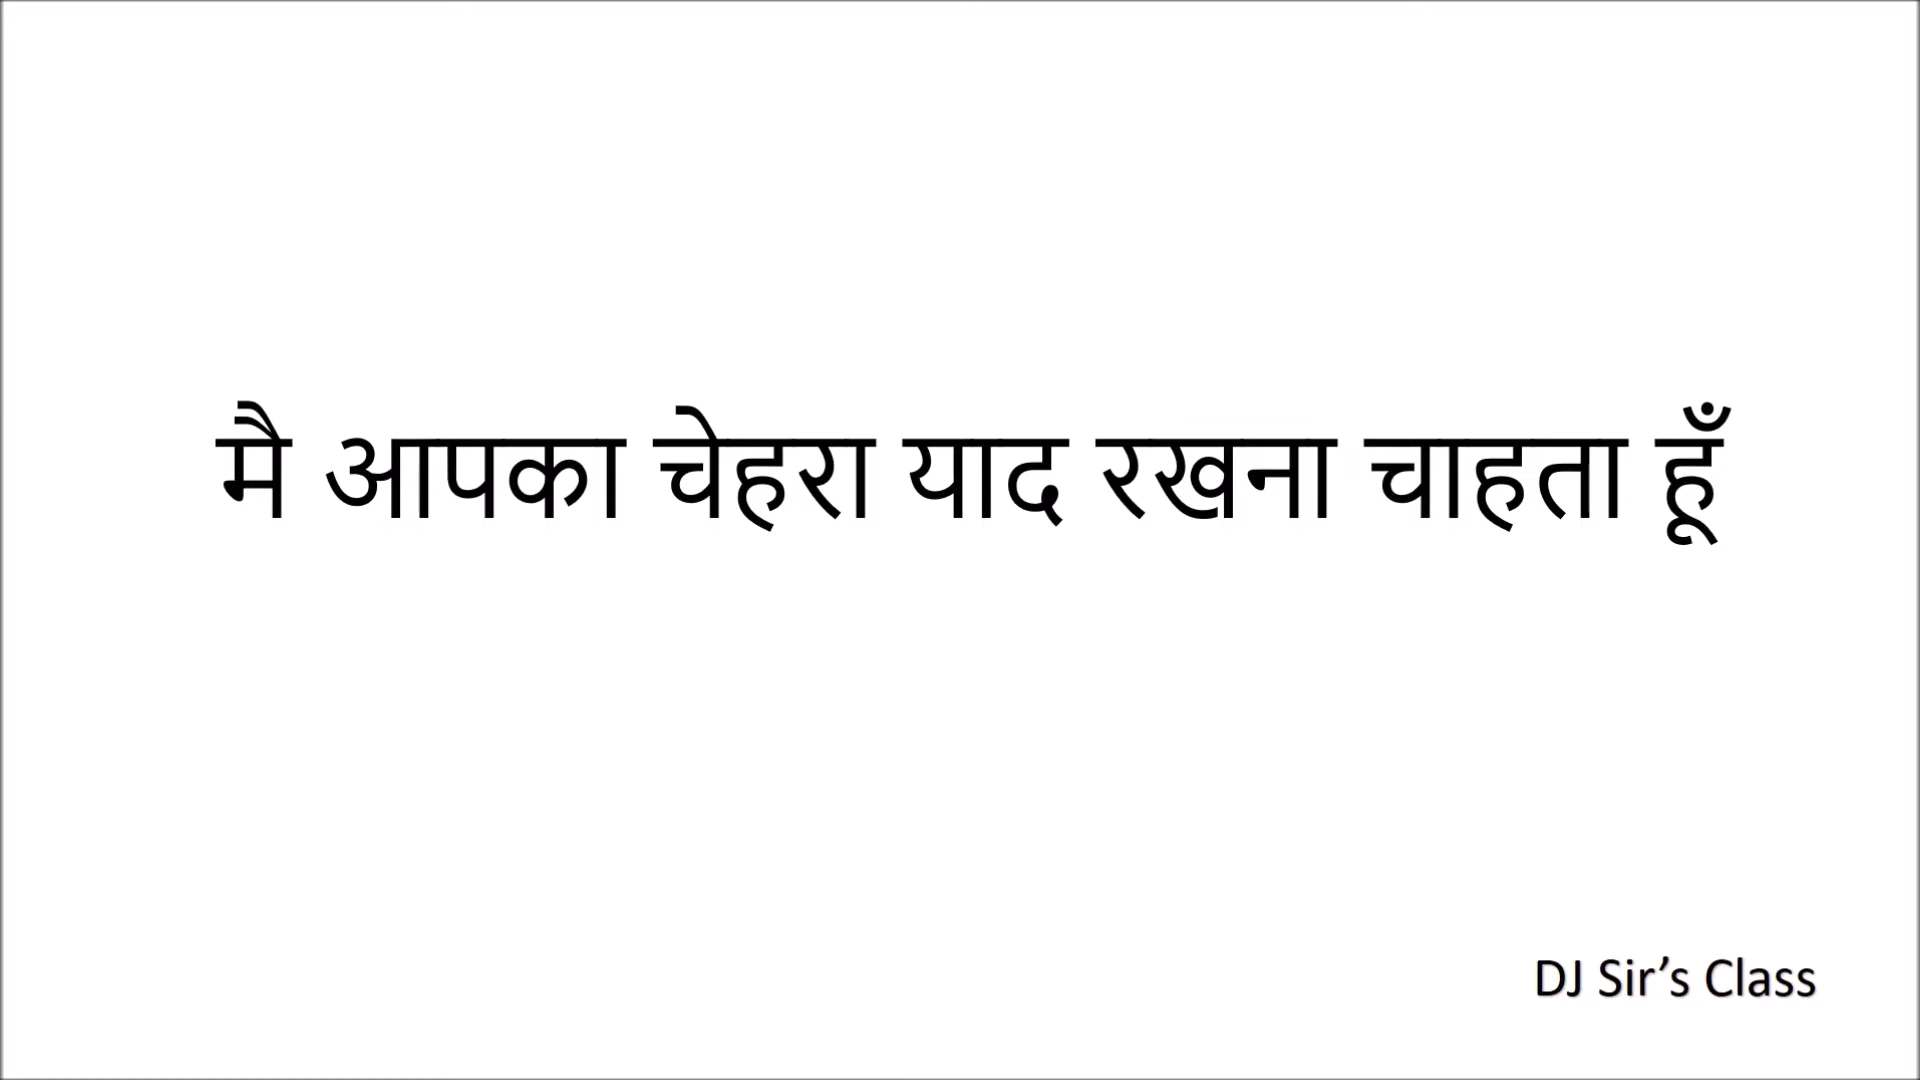 मै आपका चेहरा याद रखना चाहता हूँ
DJ Sir’s Class